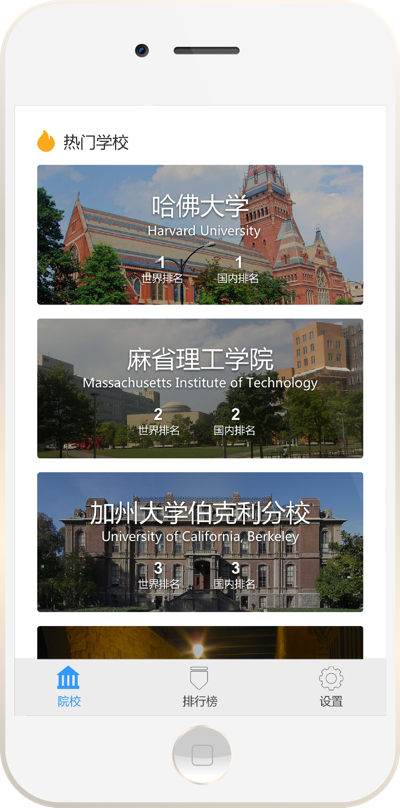 热门学校
哈佛大学
Harvard University
1 1
世界排名 国内排名
麻省理工学院
Massachusetts Institute of Technology
2 2
世界排名 国内排名
加州大学伯克利分校
University of California, Berkeley
3 3
世界排名 国内排名
院校 排行榜 设置